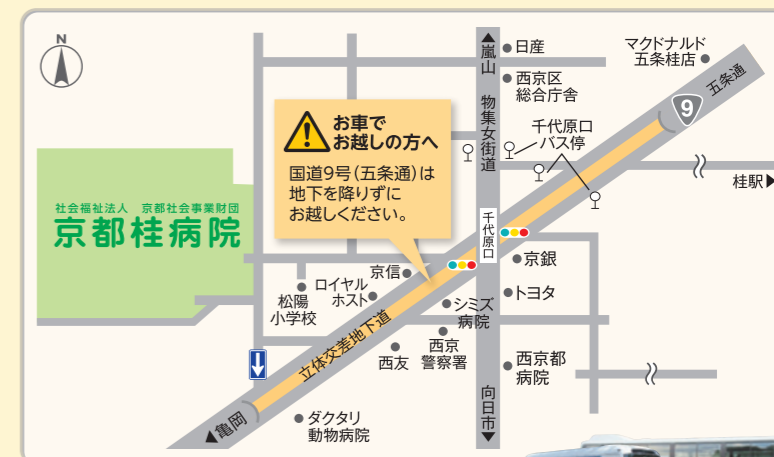 N
▲嵐山
物集女街道
日産
西京区
総合庁舎
マクドナルド
五条桂店
五条通
9
千代原口
バス停
桂駅▶
お車で
お越しの方へ
国道9号(五条通)は
地下を降りずに
お越しください。
社会福祉法人 京都社会事業財団
京都桂病院
千代原口
京銀
トヨタ
京信
ロイヤル
ホスト
松陽
小学校
シミズ
病院
立体交差地下道
西友
西京
警察署
西京都
病院
向日市▼
▲亀岡
ダクタリ
動物病院